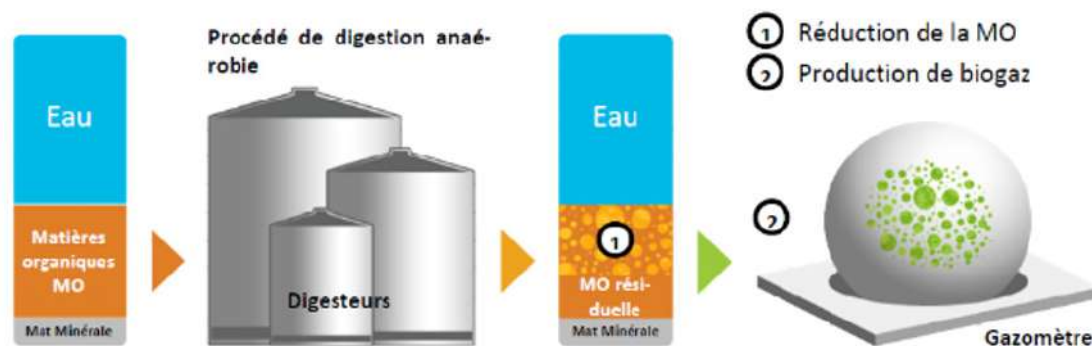 Eau
Matières
organiques
MO
Mat Minérale
Procédé de digestion anaé-
robie
Digesteurs
Eau
1
MO rési-
duelle
Mat Minérale
1 Réduction de la MO
2 Production de biogaz
2
Gazomètre